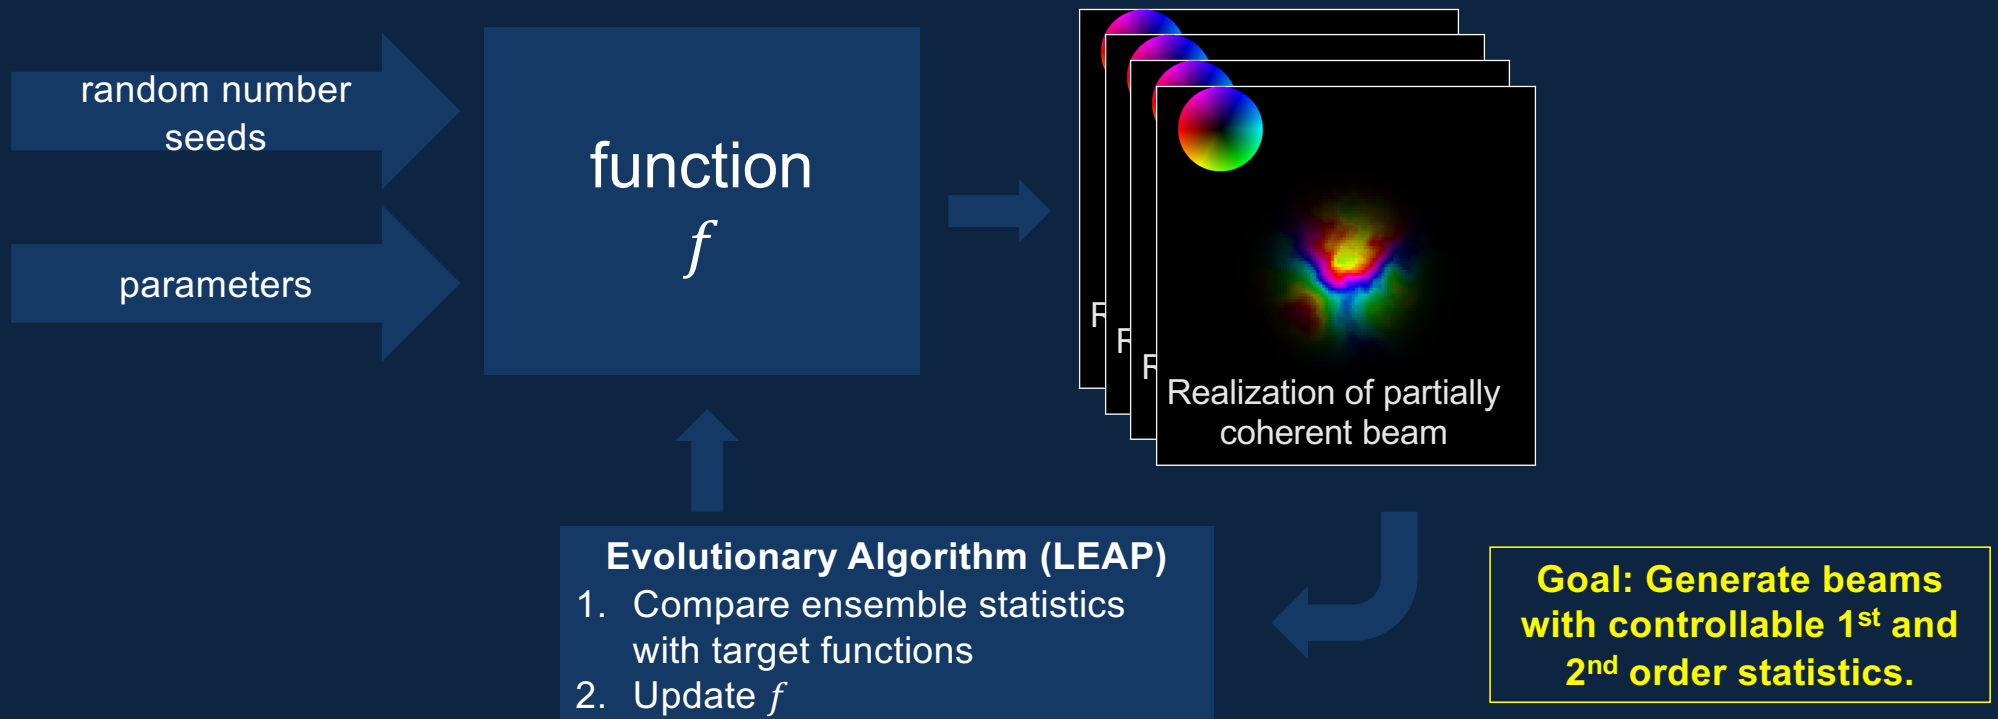 random number
seeds
parameters
function
f
R
R
R
Realization of partially
coherent beam
Evolutionary Algorithm (LEAP)
1. Compare ensemble statistics
with target functions
2. Update f
Goal: Generate beams
with controllable 1st and
2nd order statistics.